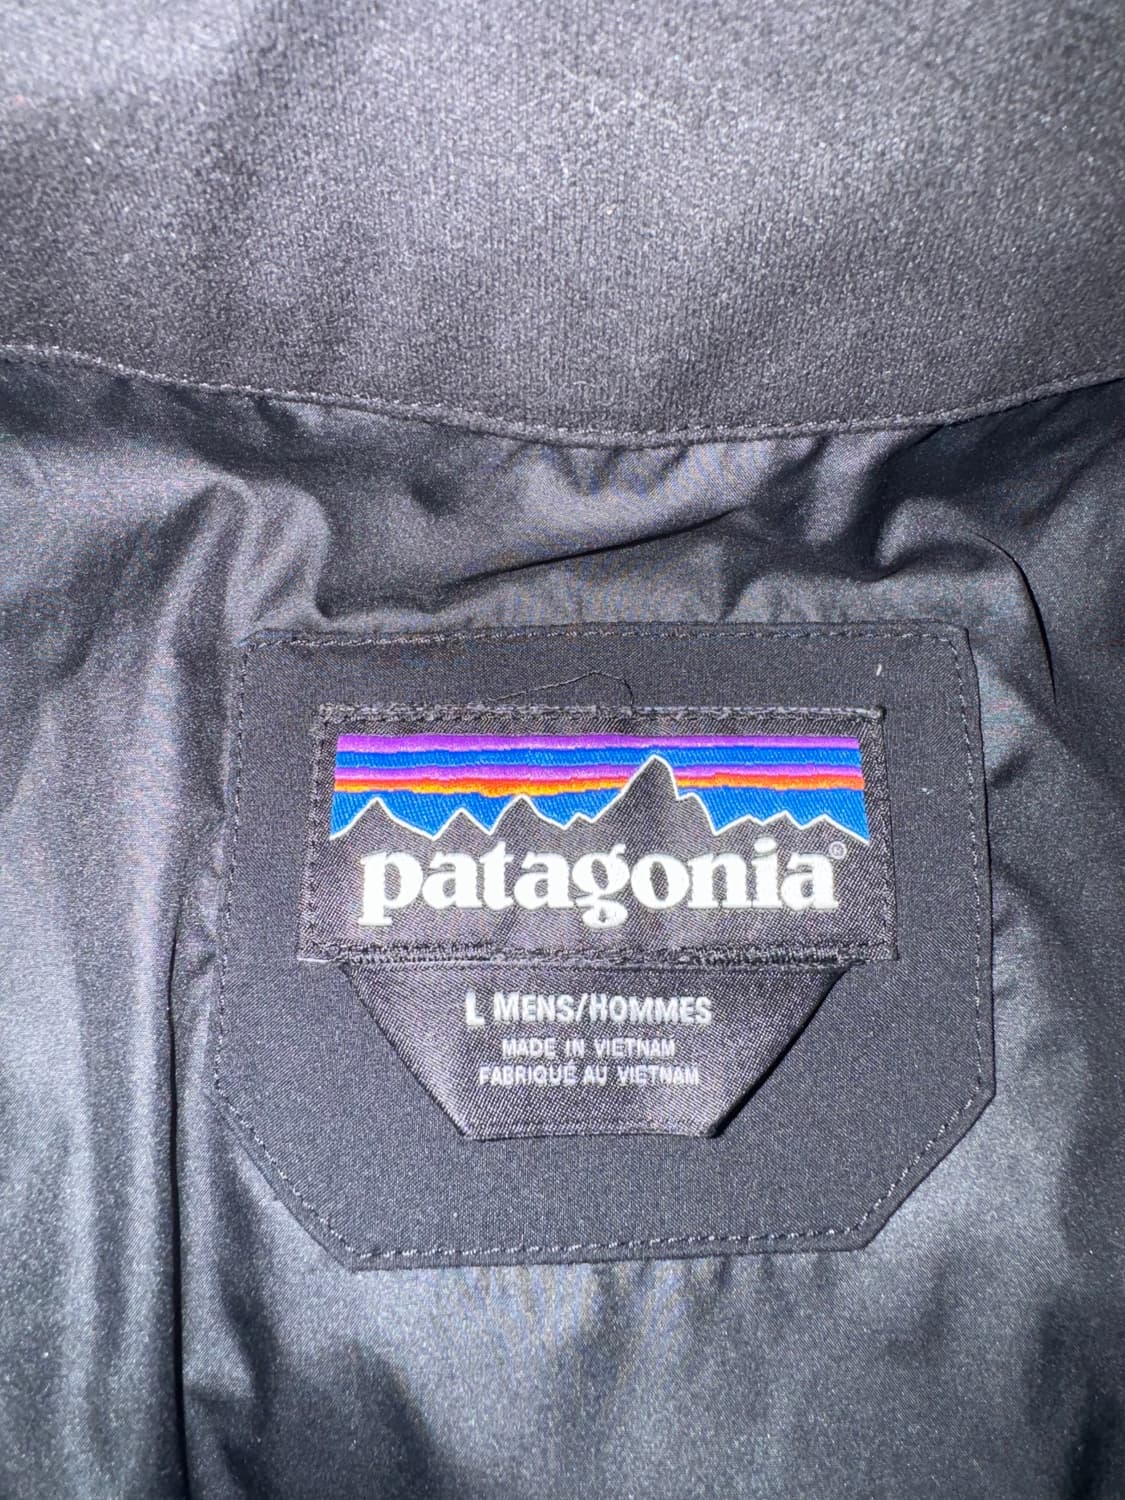 patagonia®
L MENS/HOMMES
MADE IN VIETNAM
FABRIQUÉ AU VIETNAM